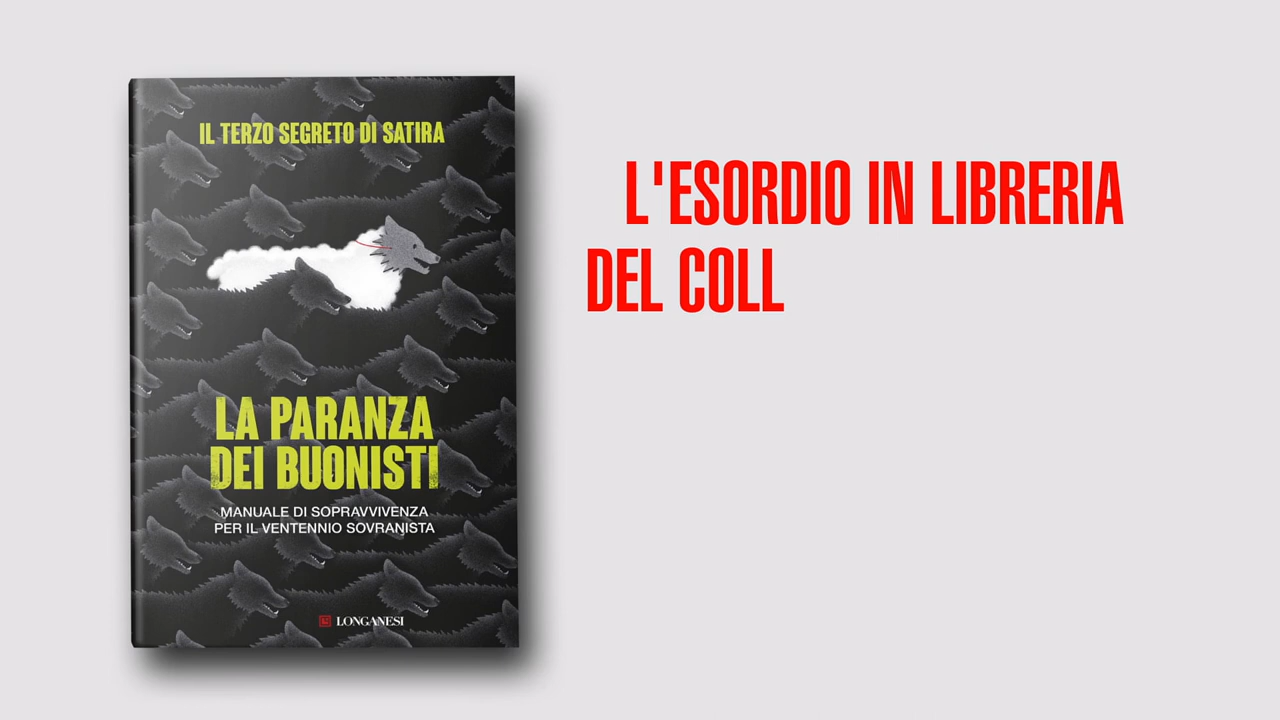 IL TERZO SEGRETO DI SATIRA
LA PARANZA
DEI BUONISTI
MANUALE DI SOPRAVVIVENZA
PER IL VENTENNIO SOVRANISTA
LONGANESI
L'ESORDIO IN LIBRERIA
DEL COLL